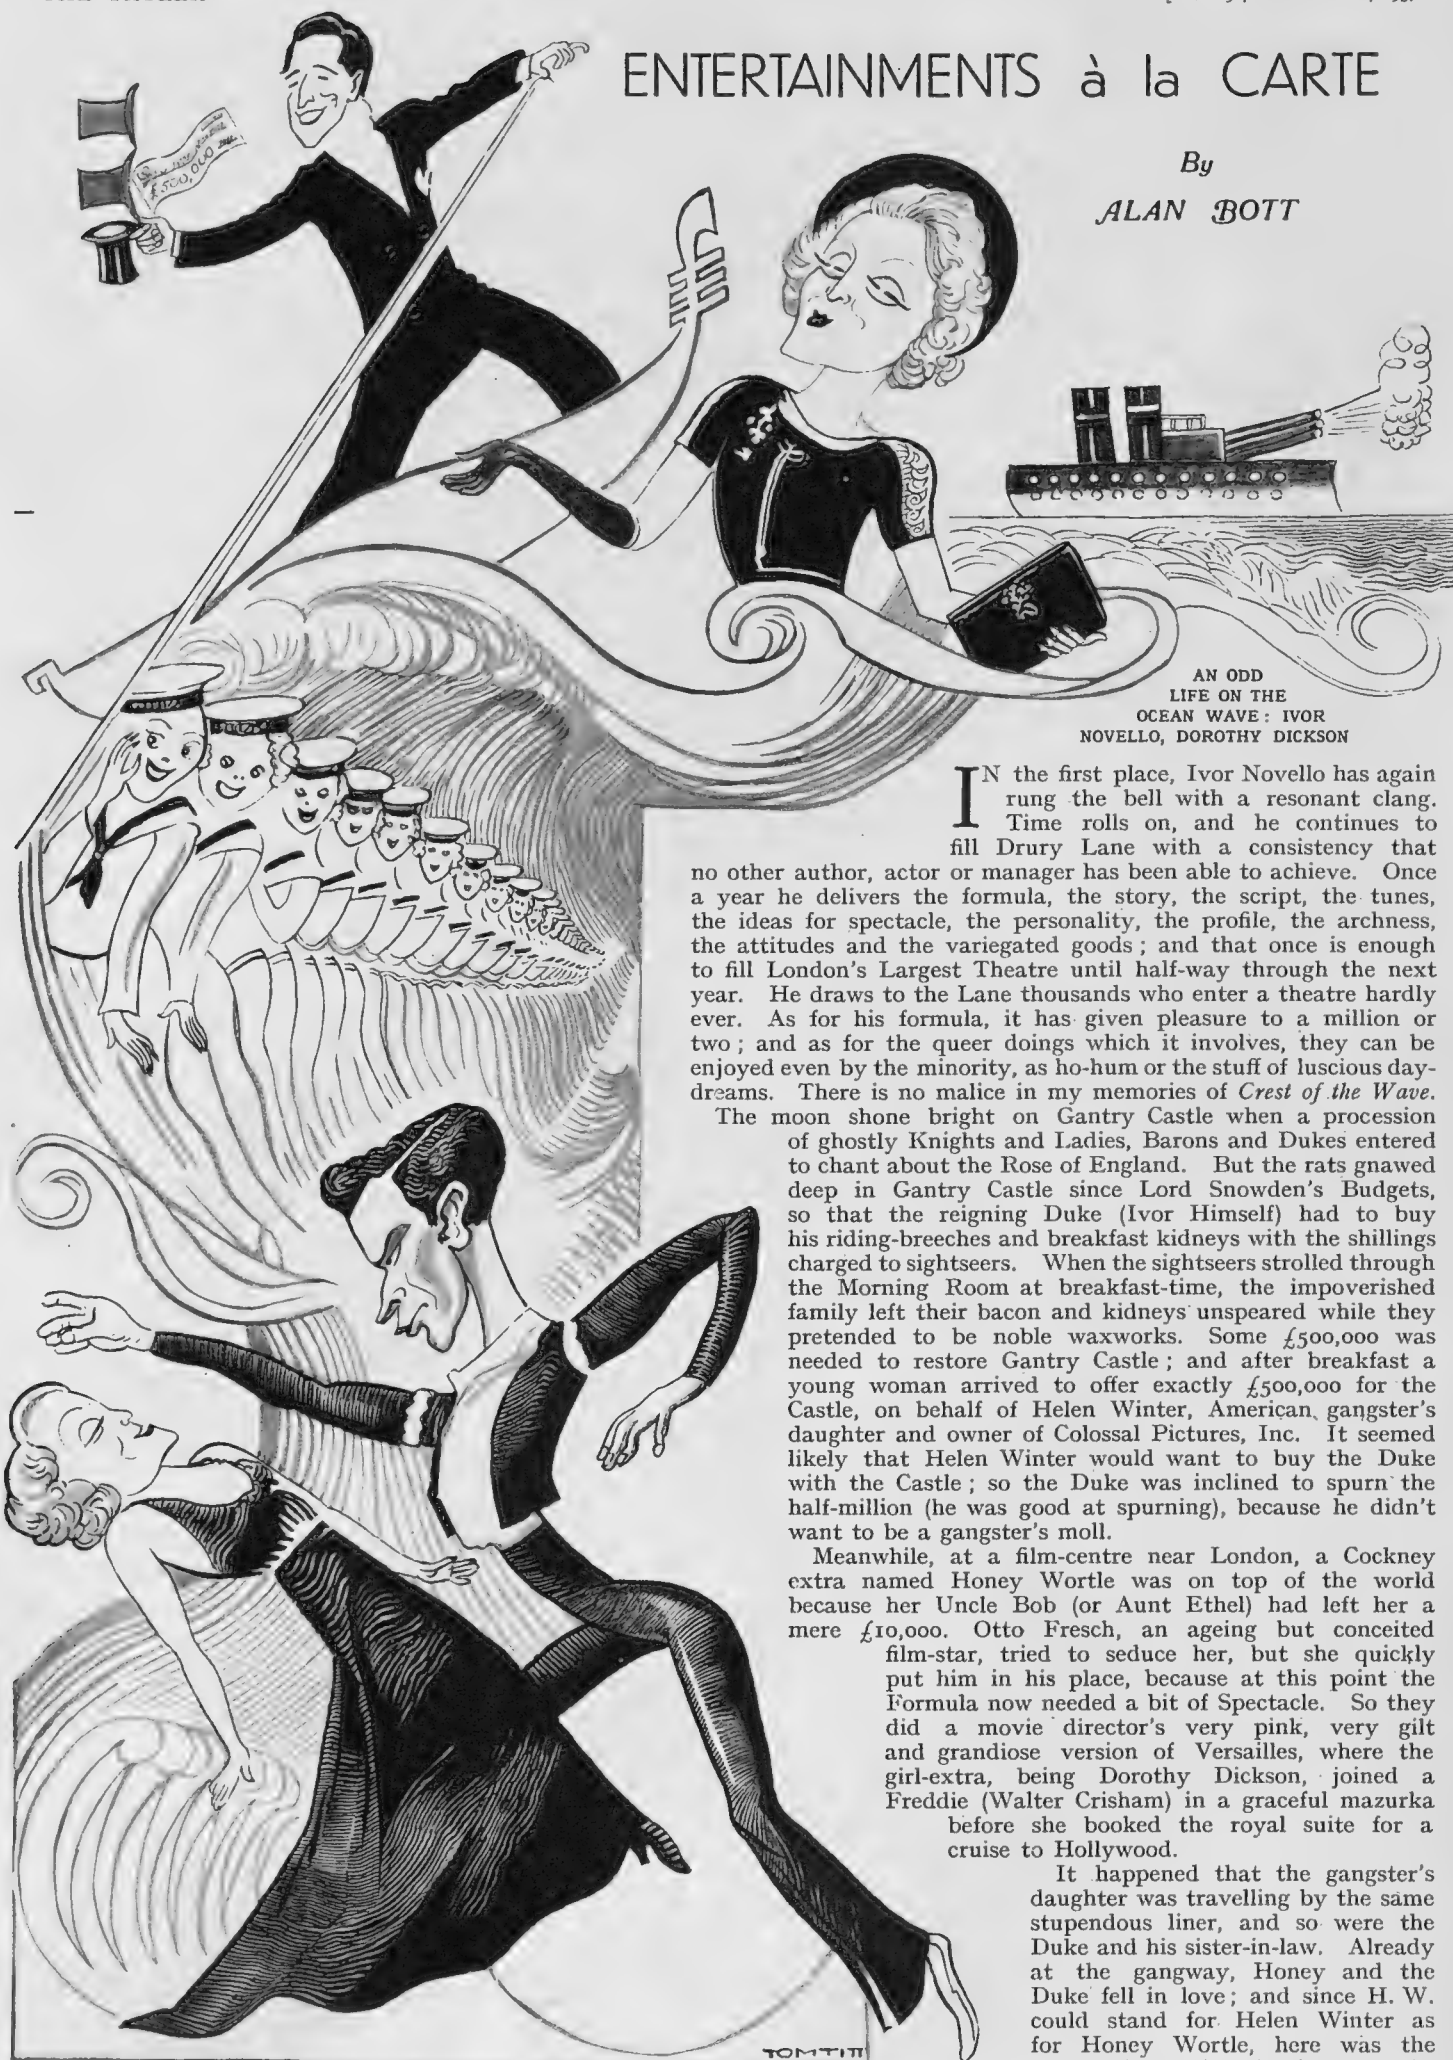 ENTERTAINMENTS à la CARTE
By
ALAN BOTT
£500,000
AN ODD
LIFE ON THE
OCEAN WAVE: IVOR
NOVELLO, DOROTHY DICKSON
IN the first place, Ivor Novello has again
rung the bell with a resonant clang.
Time rolls on, and he continues to
fill Drury Lane with a consistency that
no other author, actor or manager has been able to achieve. Once
a year he delivers the formula, the story, the script, the tunes,
the ideas for spectacle, the personality, the profile, the archness,
the attitudes and the variegated goods; and that once is enough
to fill London's Largest Theatre until half-way through the next
year. He draws to the Lane thousands who enter a theatre hardly
ever. As for his formula, it has given pleasure to a million or
two; and as for the queer doings which it involves, they can be
enjoyed even by the minority, as ho-hum or the stuff of luscious day-
dreams. There is no malice in my memories of Crest of the Wave.
The moon shone bright on Gantry Castle when a procession
of ghostly Knights and Ladies, Barons and Dukes entered
to chant about the Rose of England. But the rats gnawed
deep in Gantry Castle since Lord Snowden's Budgets,
so that the reigning Duke (Ivor Himself) had to buy
his riding-breeches and breakfast kidneys with the shillings
charged to sightseers. When the sightseers strolled through
the Morning Room at breakfast-time, the impoverished
family left their bacon and kidneys unspeared while they
pretended to be noble waxworks. Some £500,000 was
needed to restore Gantry Castle; and after breakfast a
young woman arrived to offer exactly £500,000 for the
Castle, on behalf of Helen Winter, American gangster's
daughter and owner of Colossal Pictures, Inc. It seemed
likely that Helen Winter would want to buy the Duke
with the Castle; so the Duke was inclined to spurn the
half-million (he was good at spurning), because he didn't
want to be a gangster's moll.
Meanwhile, at a film-centre near London, a Cockney
extra named Honey Wortle was on top of the world
because her Uncle Bob (or Aunt Ethel) had left her a
mere £10,000. Otto Fresch, an ageing but conceited
film-star, tried to seduce her, but she quickly
put him in his place, because at this point the
Formula now needed a bit of Spectacle. So they
did a movie director's very pink, very gilt
and grandiose version of Versailles, where the
girl-extra, being Dorothy Dickson, joined a
Freddie (Walter Crisham) in a graceful mazurka
before she booked the royal suite for a
cruise to Hollywood.
It happened that the gangster's
daughter was travelling by the same
stupendous liner, and so were the
Duke and his sister-in-law. Already
at the gangway, Honey and the
Duke fell in love; and since H. W.
could stand for Helen Winter as
for Honey Wortle, here was the
TOMTITT